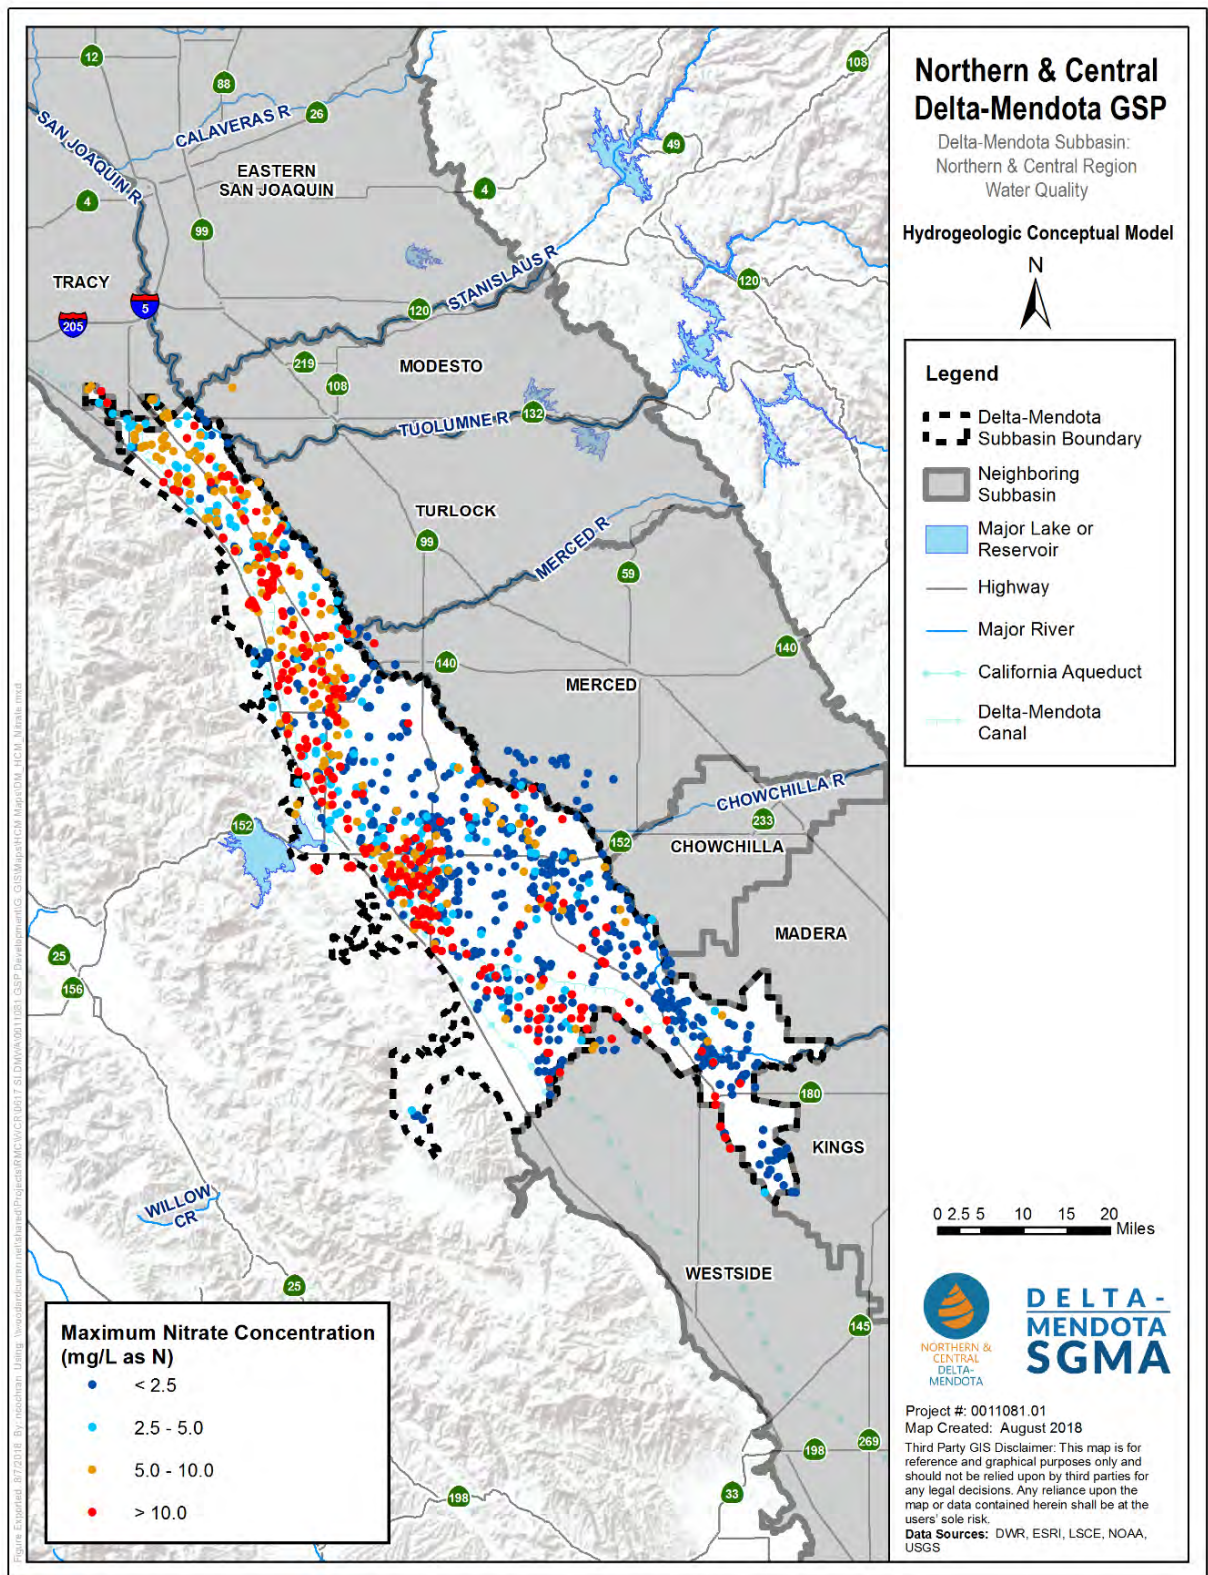 Northern & Central
Delta-Mendota GSP
Delta-Mendota Subbasin:
Northern & Central Region
Water Quality
Hydrogeologic Conceptual Model
N
Legend
Delta-Mendota
Subbasin Boundary
Neighboring
Subbasin
Major Lake or
Reservoir
Highway
Major River
California Aqueduct
Delta-Mendota
Canal
12
88
26
108
49
SAN JOAQUIN R
CALAVERAS R
EASTERN
SAN JOAQUIN
4
4
99
TRACY
5
205
120
STANISLAUS R
120
219
108
MODESTO
TUOLUMNE R
132
TURLOCK
99
MERCED R
59
140
140
MERCED
CHOWCHILLA R
233
152
152
CHOWCHILLA
MADERA
25
156
180
KINGS
WILLOW
CR
25
WESTSIDE
145
198
269
33
198
0 2.5 5 10 15 20
Miles
NORTHERN &
CENTRAL
DELTA-
MENDOTA
DELTA-
MENDOTA
SGMA
Maximum Nitrate Concentration
(mg/L as N)
< 2.5
2.5 - 5.0
5.0 - 10.0
> 10.0
Project #: 0011081.01
Map Created: August 2018
Third Party GIS Disclaimer: This map is for
reference and graphical purposes only and
should not be relied upon by third parties for
any legal decisions. Any reliance upon the
map or data contained herein shall be at the
users' sole risk.
Data Sources: DWR, ESRI, LSCE, NOAA,
USGS